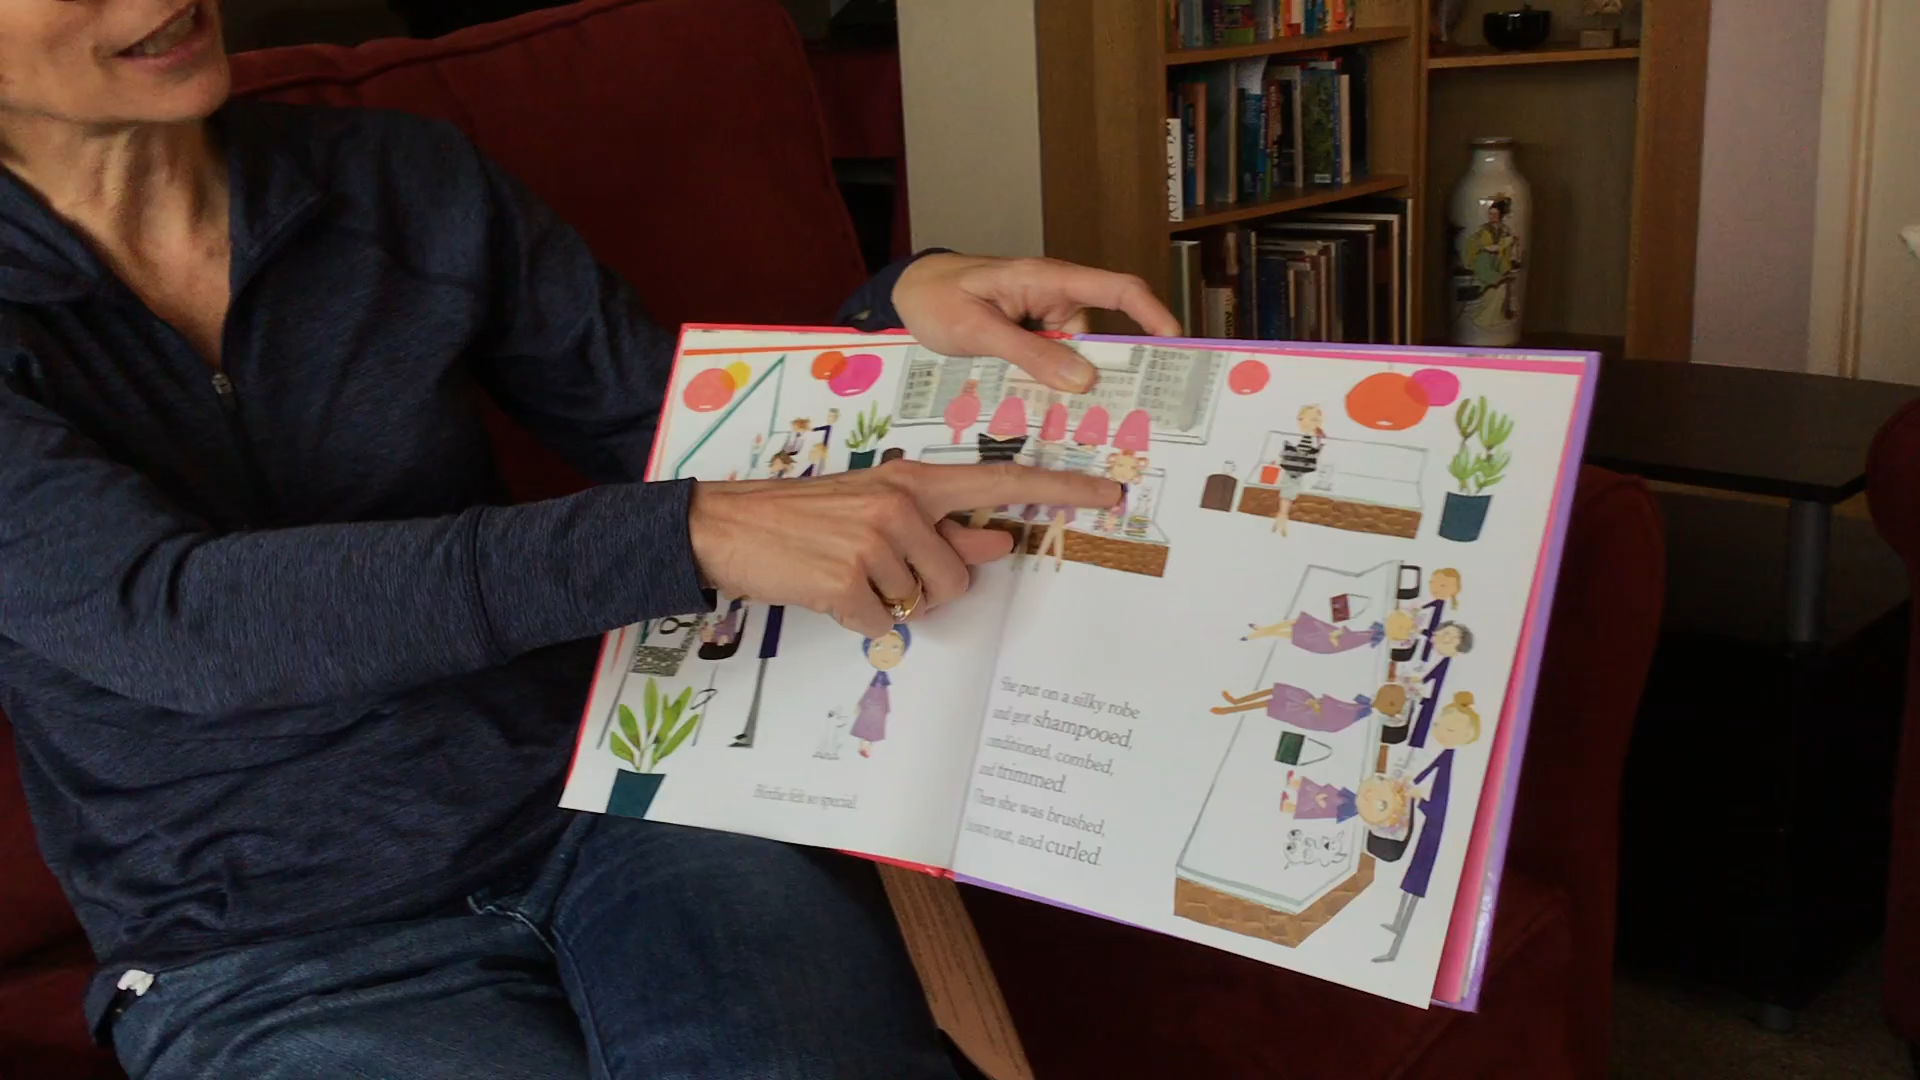 Birdie felt so special.
She put on a silky robe
and got shampooed,
conditioned, combed,
and trimmed.
Then she was brushed,
blown out, and curled.